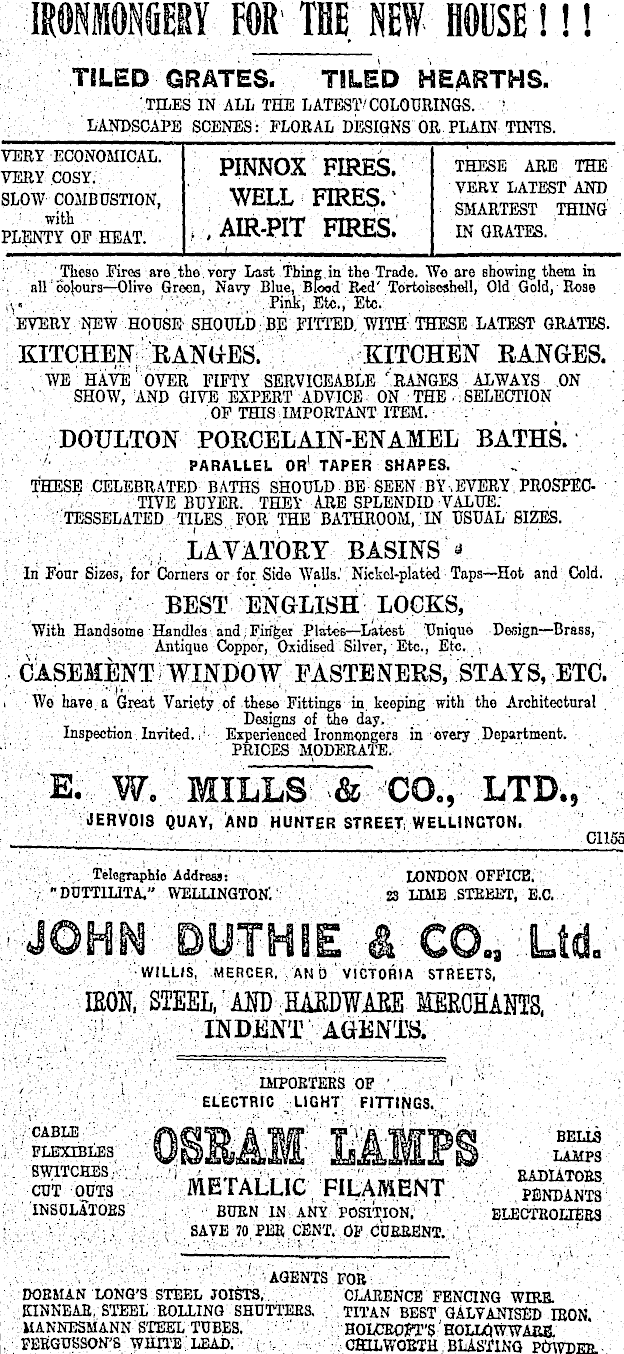 IRONMONGERY FOR THE NEW HOUSE!!!
TILED GRATES. TILED HEARTHS.
TILES IN ALL THE LATEST COLOURINGS.
LANDSCAPE SCENES: FLORAL DESIGNS OR PLAIN TINTS.
VERY ECONOMICAL.
VERY COSY.
SLOW COMBUSTION,
with
PLENTY OF HEAT.
PINNOX FIRES.
WELL FIRES.
AIR-PIT FIRES.
THESE ARE THE
VERY LATEST AND
SMARTEST THING
IN GRATES.
These Fires are the very Last Thing in the Trade. We are showing them in
all colours—Olive Green, Navy Blue, Blood Red Tortoiseshell, Old Gold, Rose
Pink, Etc., Etc.
EVERY NEW HOUSE SHOULD BE FITTED WITH THESE LATEST GRATES.
KITCHEN RANGES. KITCHEN RANGES.
WE HAVE OVER FIFTY SERVICEABLE RANGES ALWAYS ON
SHOW, AND GIVE EXPERT ADVICE ON THE SELECTION
OF THIS IMPORTANT ITEM.
DOULTON PORCELAIN-ENAMEL BATHS.
PARALLEL OR TAPER SHAPES.
THESE CELEBRATED BATHS SHOULD BE SEEN BY EVERY PROSPEC-
TIVE BUYER. THEY ARE SPLENDID VALUE.
TESSELATED TILES FOR THE BATHROOM, IN USUAL SIZES.
LAVATORY BASINS
In Four Sizes, for Corners or for Side Walls. Nickel-plated Taps—Hot and Cold.
BEST ENGLISH LOCKS,
With Handsome Handles and Finger Plates—Latest Unique Design—Brass,
Antique Copper, Oxidised Silver, Etc., Etc.
CASEMENT WINDOW FASTENERS, STAYS, ETC.
We have a Great Variety of these Fittings in keeping with the Architectural
Designs of the day.
Inspection Invited. Experienced Ironmongers in every Department.
PRICES MODERATE.
E. W. MILLS & CO., LTD.,
JERVOIS QUAY, AND HUNTER STREET, WELLINGTON.
C1155
Telegraphic Address:
"DUTTILITA," WELLINGTON.
LONDON OFFICE,
23 LIME STREET, E.C.
JOHN DUTHIE & CO., Ltd.
WILLIS, MERCER, AND VICTORIA STREETS,
IRON, STEEL, AND HARDWARE MERCHANTS,
INDENT AGENTS.
IMPORTERS OF
ELECTRIC LIGHT FITTINGS.
CABLE
FLEXIBLES
SWITCHES
CUT OUTS
INSULATORS
OSRAM LAMPS
METALLIC FILAMENT
BURN IN ANY POSITION.
SAVE 70 PER CENT. OF CURRENT.
BELLS
LAMPS
RADIATORS
PENDANTS
ELECTROLIERS
AGENTS FOR
DORMAN LONG'S STEEL JOISTS,
KINNEAR STEEL ROLLING SHUTTERS.
MANNESMANN STEEL TUBES.
FERGUSSON'S WHITE LEAD.
CLARENCE FENCING WIRE.
TITAN BEST GALVANISED IRON.
HOLCROFT'S HOLLOWWARE.
CHILWORTH BLASTING POWDER.